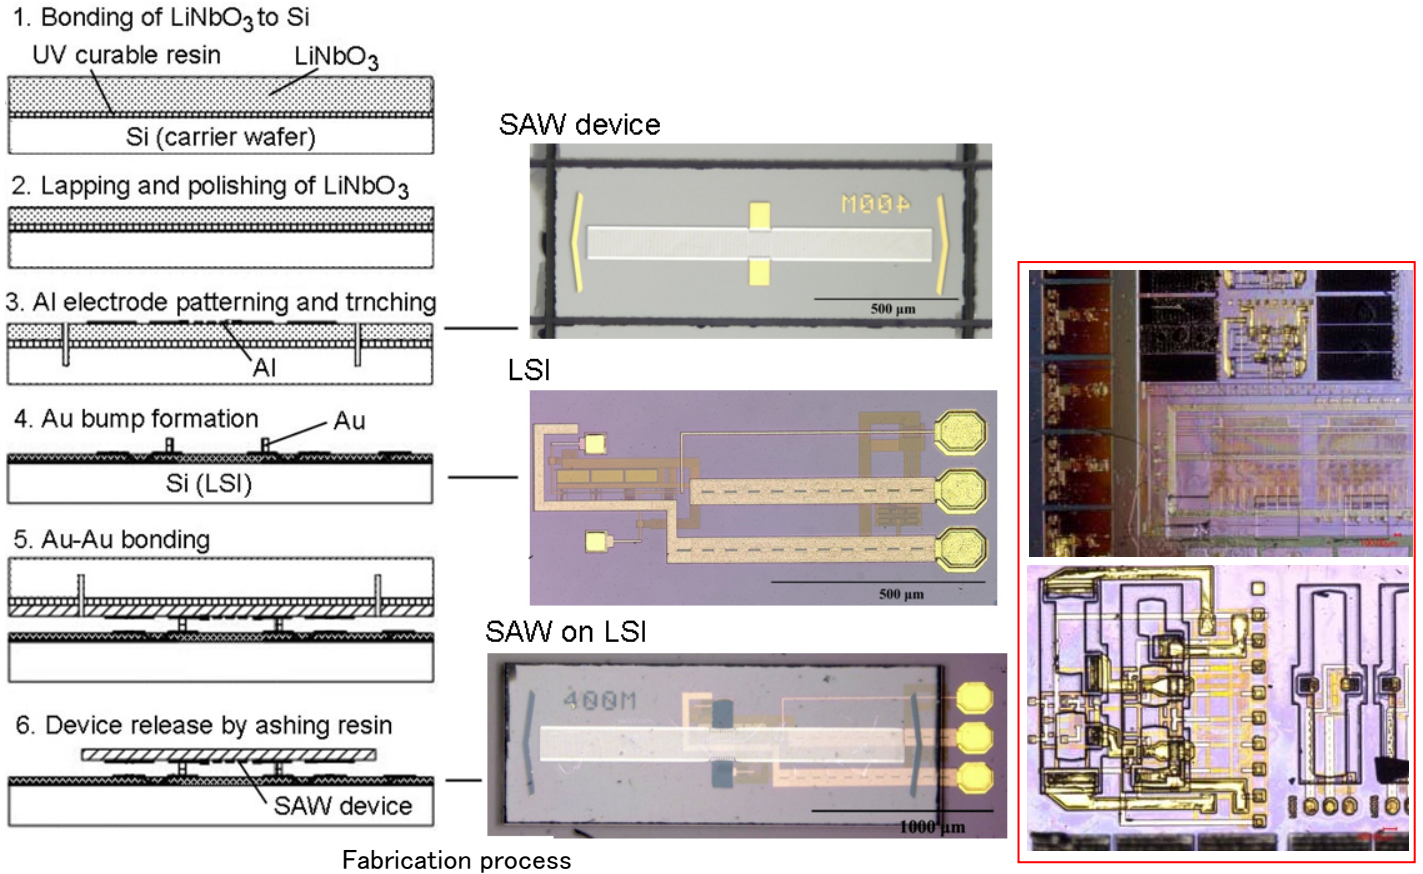 1. Bonding of LiNbO3 to Si
UV curable resin
LiNbO3
Si (carrier wafer)
2. Lapping and polishing of LiNbO3
3. Al electrode patterning and trnching
Al
4. Au bump formation
Au
Si (LSI)
5. Au-Au bonding
6. Device release by ashing resin
SAW device
SAW device
400M
500 μm
LSI
500 μm
SAW on LSI
400M
1000 μm
Fabrication process